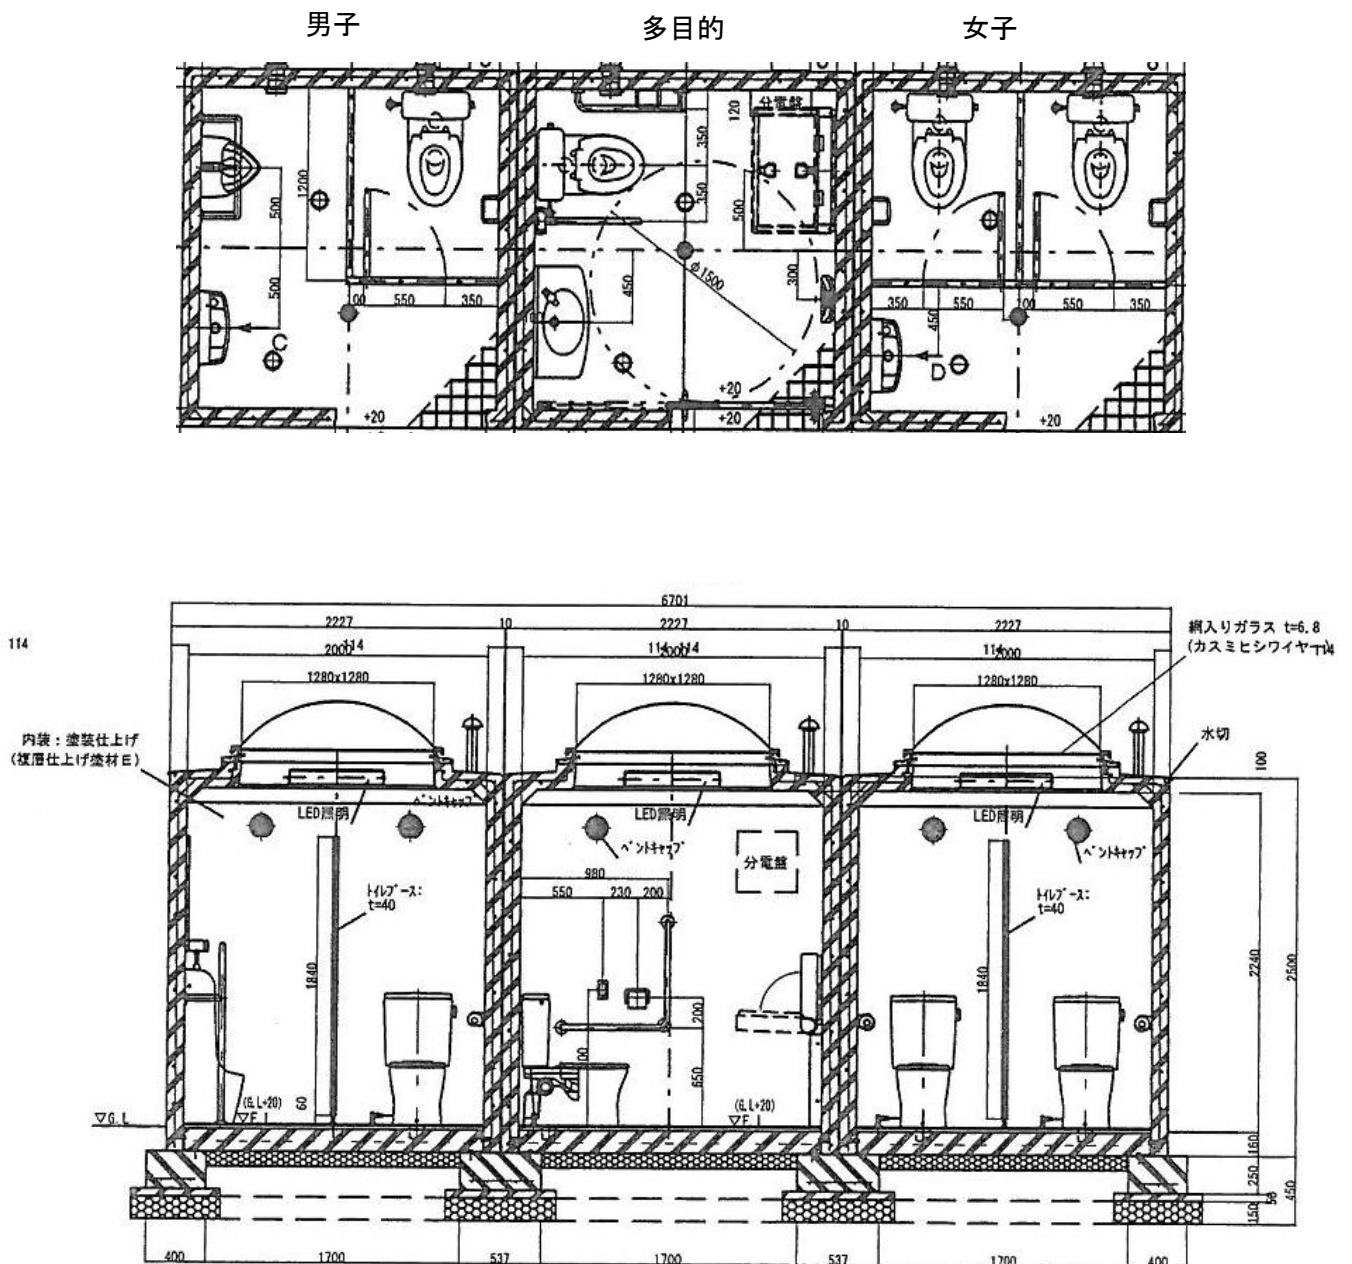 男子
多目的
女子
分電盤
120
350
350
500
1200
500
500
00
550
350
450
φ1500
300
350
550
00
550
350
450
C
D
+20
+20
+20
+20
6701
2227
10
2227
10
2227
114
2000
114
114
2000
114
114
2000
114
網入りガラス t=6.8
(カスミヒシワイヤー)
1280x1280
1280x1280
1280x1280
内装：塗装仕上げ
(複層仕上げ塗材E)
水切
100
LED照明
ベントキャップ
LED照明
ベントキャップ
LED照明
ベントキャップ
分電盤
980
550
230
200
トイレブース:
t=40
トイレブース:
t=40
1840
1840
2240
2500
200
650
00
60
(G.L+20)
▽F.L
(G.L+20)
▽F.L
▽G.L
160
250
50
150
450
400
1700
537
1700
537
1700
400